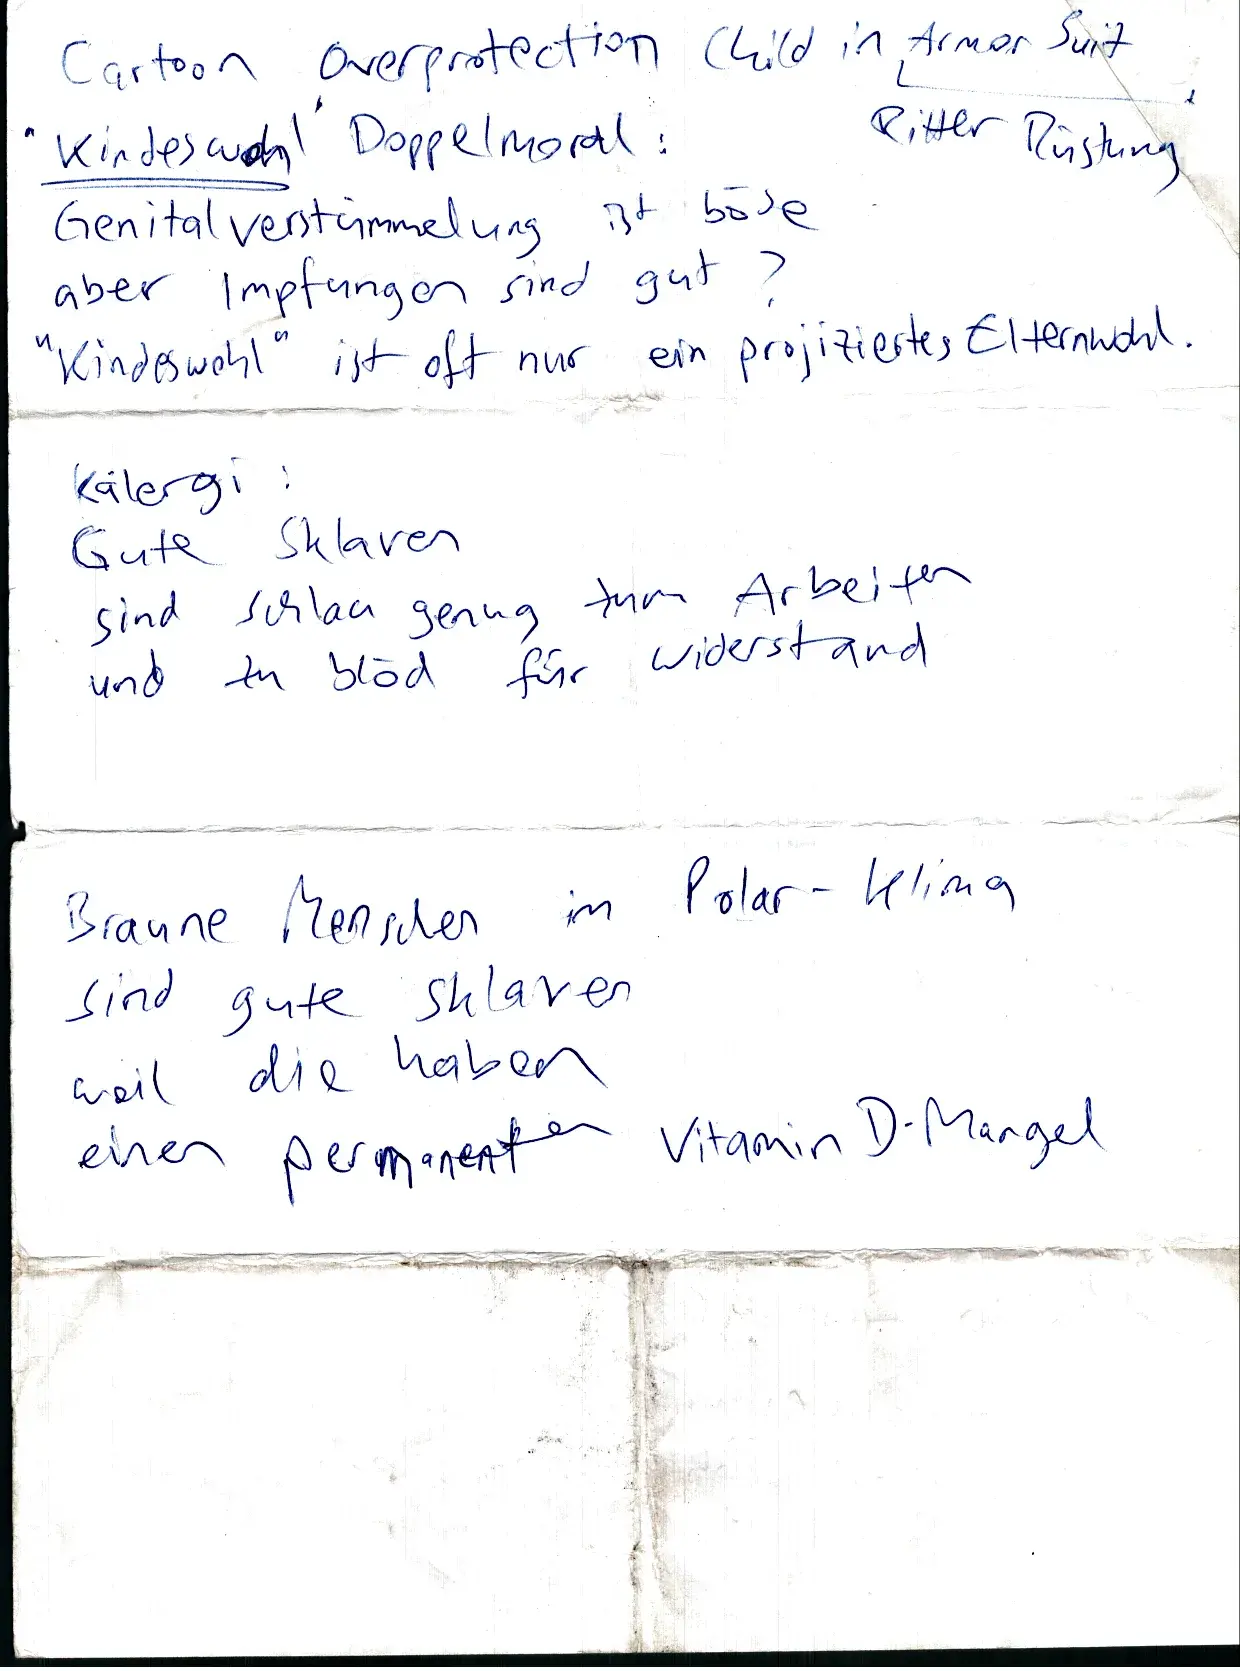 Cartoon Overprotection Child in Armor Suit
Ritter Rüstung
"Kindeswohl" Doppelmoral:
Genitalverstümmelung ist böse
aber Impfungen sind gut?
"Kindeswohl" ist oft nur ein projiziertes Elternwohl.
Kalergi:
Gute Sklaven
sind schlau genug zum Arbeiten
und zu blöd für widerstand
Braune Menschen im Polar-Klima
sind gute sklaven
weil die haben
einen permanenten Vitamin D-Mangel